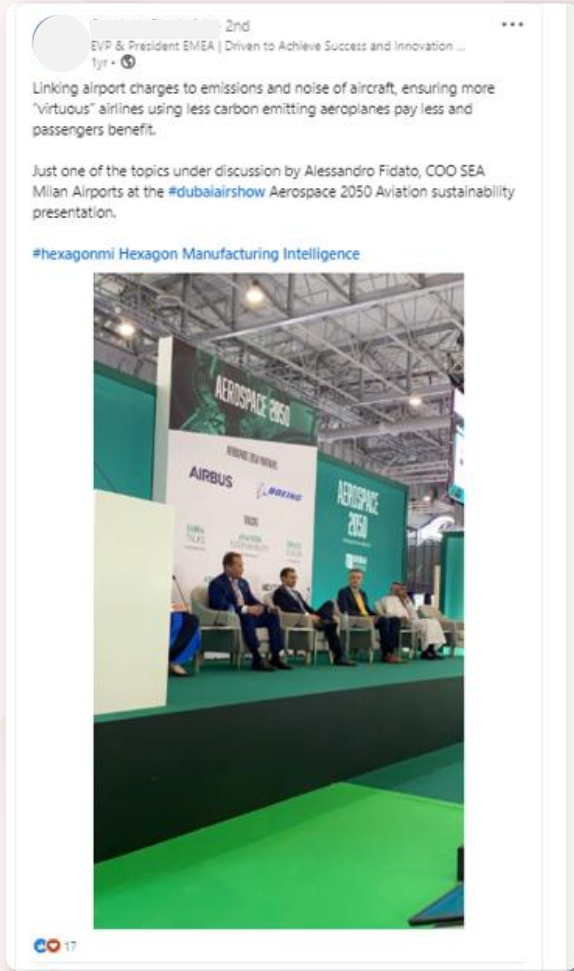 2nd
EVP & President EMEA | Driven to Achieve Success and Innovation ...
1yr •
Linking airport charges to emissions and noise of aircraft, ensuring more
“virtuous” airlines using less carbon emitting aeroplanes pay less and
passengers benefit.
Just one of the topics under discussion by Alessandro Fidato, COO SEA
Milan Airports at the #dubaiairshow Aerospace 2050 Aviation sustainability
presentation.
#hexagonmi Hexagon Manufacturing Intelligence
AEROSPACE 2050
AIRBUS
BOEING
AEROSPACE
2050
17